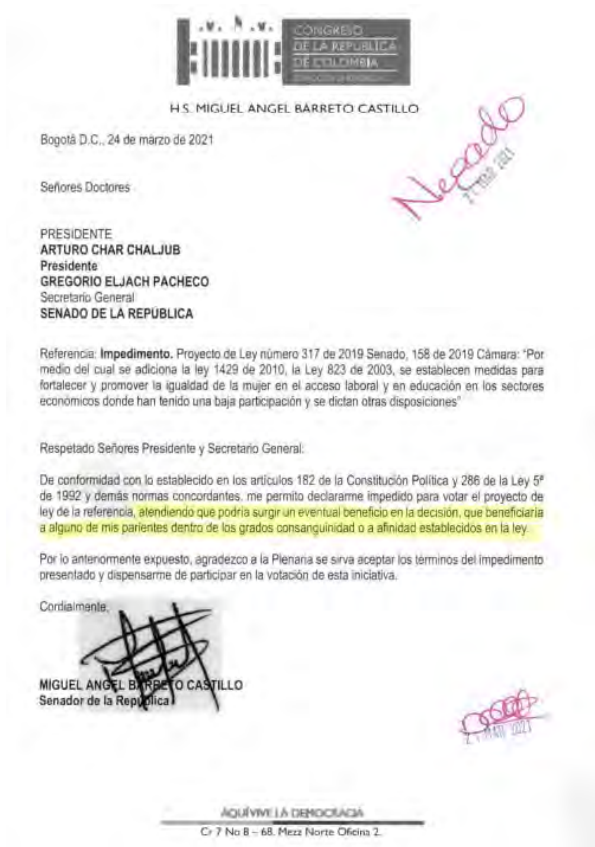 CONGRESO
DE LA REPUBLICA
DE COLOMBIA
H.S. MIGUEL ANGEL BARRETO CASTILLO
Negado
MAR 2021
Bogotá D.C., 24 de marzo de 2021
Señores Doctores
PRESIDENTE
ARTURO CHAR CHALJUB
Presidente
GREGORIO ELJACH PACHECO
Secretario General
SENADO DE LA REPÚBLICA
Referencia: Impedimento. Proyecto de Ley número 317 de 2019 Senado, 158 de 2019 Cámara: "Por
medio del cual se adiciona la ley 1429 de 2010, la Ley 823 de 2003, se establecen medidas para
fortalecer y promover la igualdad de la mujer en el acceso laboral y en educación en los sectores
económicos donde han tenido una baja participación y se dictan otras disposiciones"
Respetado Señores Presidente y Secretario General:
De conformidad con lo establecido en los artículos 182 de la Constitución Política y 286 de la Ley 5ª
de 1992 y demás normas concordantes, me permito declararme impedido para votar el proyecto de
ley de la referencia, atendiendo que podría surgir un eventual beneficio en la decisión, que beneficiaría
a alguno de mis parientes dentro de los grados consanguinidad o a afinidad establecidos en la ley.
Por lo anteriormente expuesto, agradezco a la Plenaria se sirva aceptar los términos del impedimento
presentado y dispensarme de participar en la votación de esta iniciativa.
Cordialmente,
MIGUEL ANGEL BARRETO CASTILLO
Senador de la República
MAR 2021
AQUÍVIVE LA DEMOCRACIA
Cr 7 No 8 – 68. Mezz Norte Oficina 2.